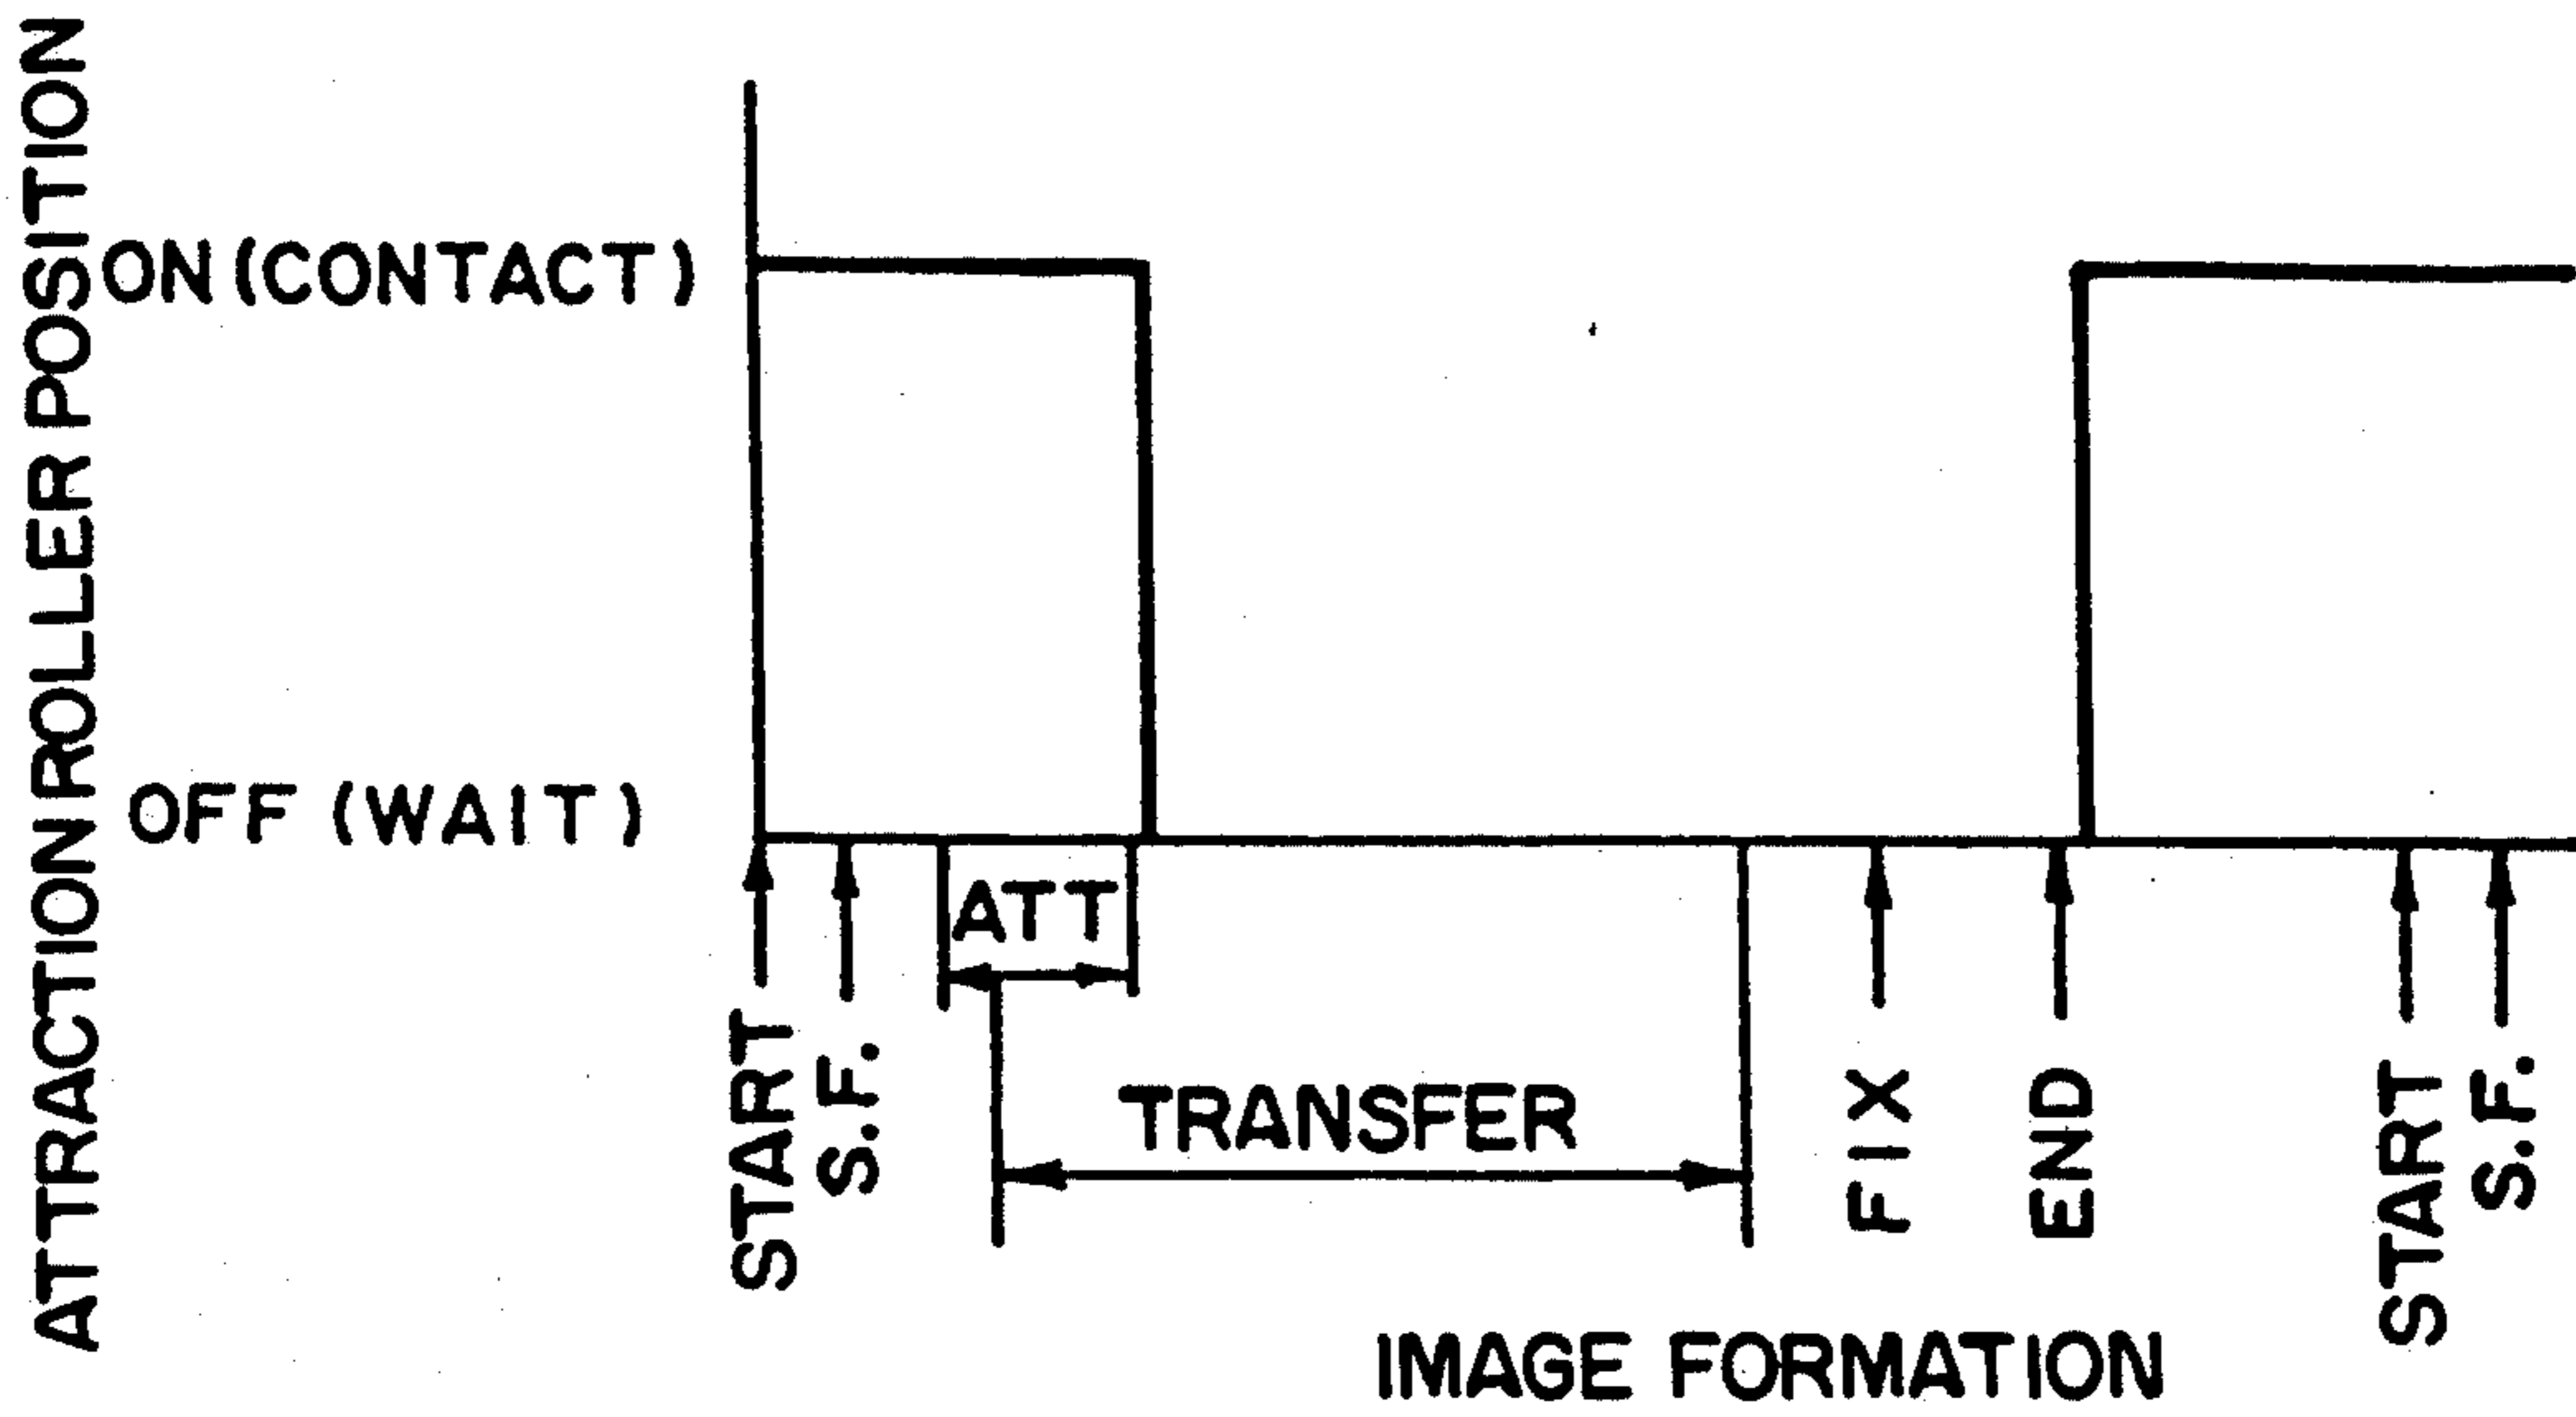 ATTRACTION ROLLER POSITION
ON (CONTACT)
OFF (WAIT)
ATT
START
S.F.
TRANSFER
FIX
END
START
S.F.
IMAGE FORMATION